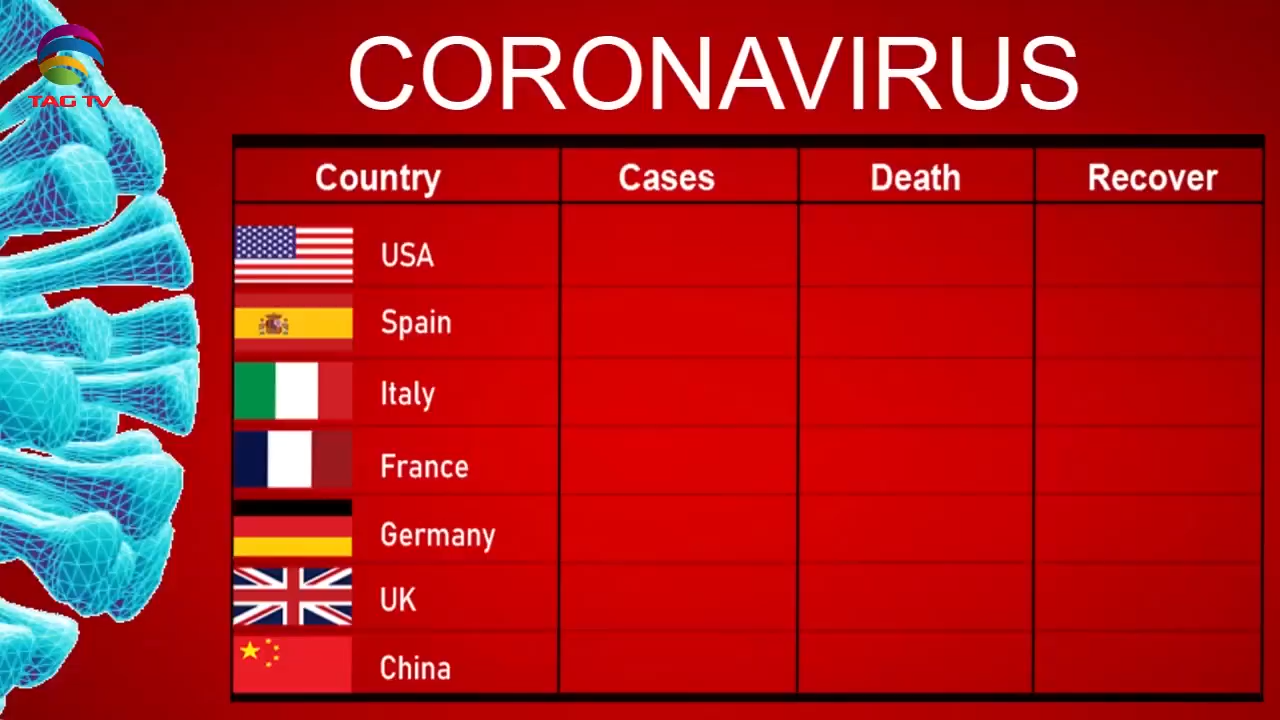 TAG TV
CORONAVIRUS
Country Cases Death Recover
USA
Spain
Italy
France
Germany
UK
China